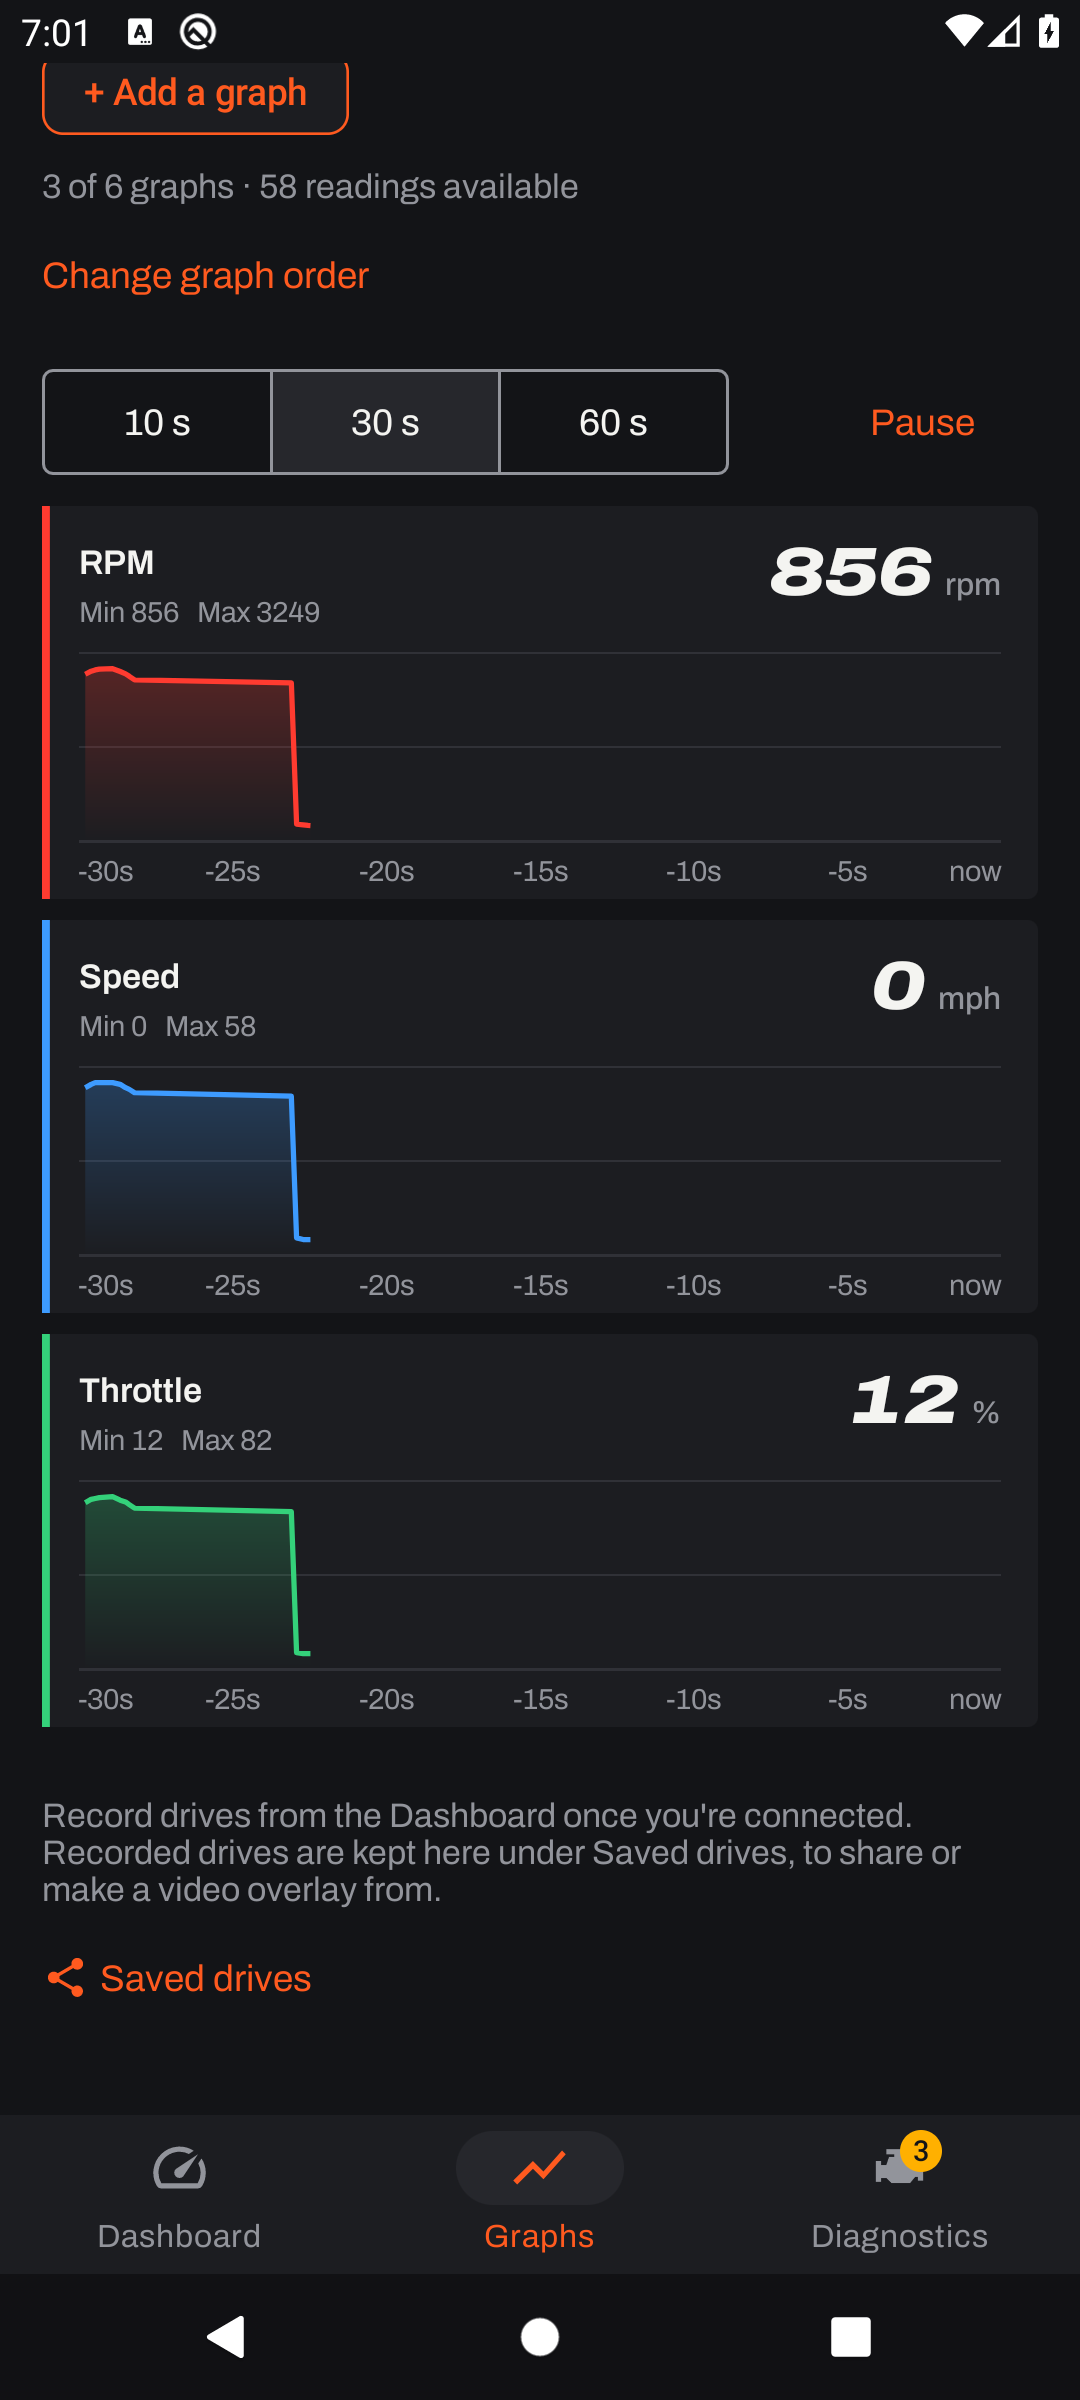 7:01
+ Add a graph
3 of 6 graphs · 58 readings available
Change graph order
10 s 30 s 60 s Pause
RPM 856 rpm
Min 856 Max 3249
-30s -25s -20s -15s -10s -5s now
Speed 0 mph
Min 0 Max 58
-30s -25s -20s -15s -10s -5s now
Throttle 12 %
Min 12 Max 82
-30s -25s -20s -15s -10s -5s now
Record drives from the Dashboard once you're connected.
Recorded drives are kept here under Saved drives, to share or
make a video overlay from.
Saved drives
3
Dashboard Graphs Diagnostics